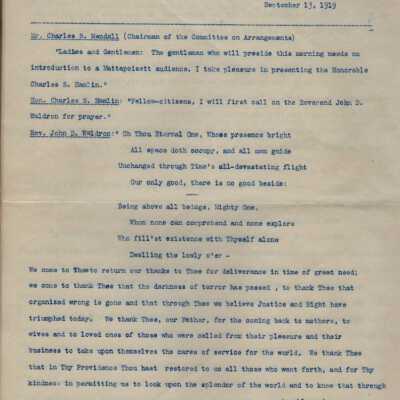 September 13, 1919
Mr. Charles S. Mendall (Chairman of the Committee on Arrangements)
"Ladies and Gentlemen: The gentleman who will preside this morning needs no
introduction to a Mattapoisett audience. I take pleasure in presenting the Honorable
Charles S. Hamlin."
Hon. Charles S. Hamlin: "Fellow-citizens, I will first call on the Reverend John D.
Waldron for prayer."
Rev. John D. Waldron: " Oh Thou Eternal One, Whose presence bright
All space doth occupy, and all men guide
Unchanged through Time's all-devastating flight
Our only good, there is no god beside:
Being above all beings, Mighty One,
Whom none can comprehend and none explore
Who fill'st existence with Thyself alone
Dwelling the lowly o'er -
We come to Thee to return our thanks to Thee for deliverance in time of great need;
we come to thank Thee that the darkness of terror has passed , to thank Thee that
organized wrong is gone and that through Thee we believe Justice and Right have
triumphed today. We thank Thee, our Father, for the coming back to mothers, to
wives and to loved ones of those who were called from their pleasure and their
business to take upon themselves the cares of service for the world. We thank Thee
that in Thy Providence Thou hast restored to us all those who went forth, and for Thy
kindness in permitting us to look upon the splendor of the world and to know that through